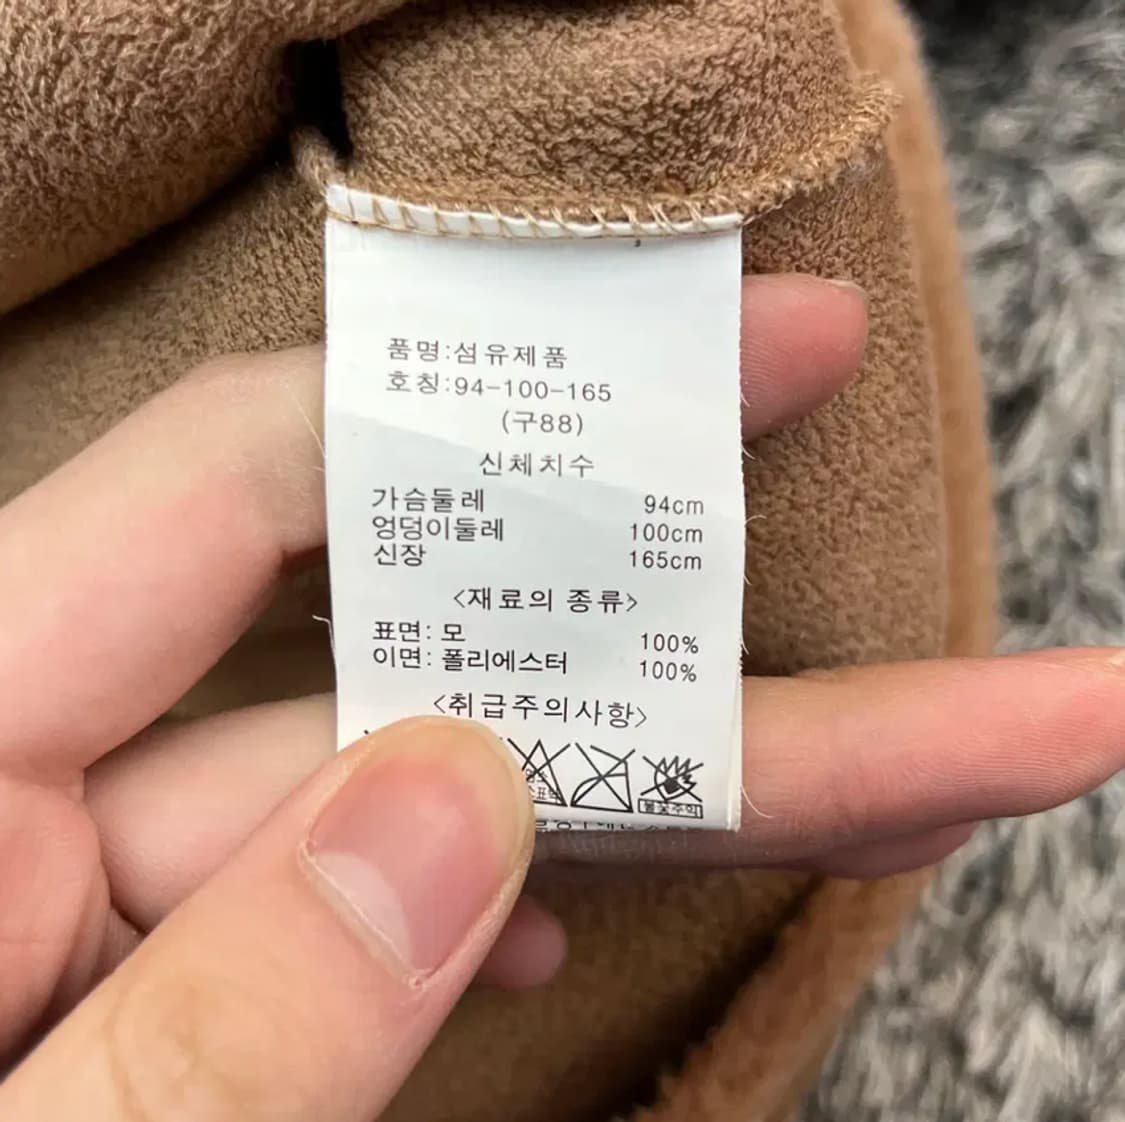 품명:섬유제품
호칭:94-100-165
(구88)
신체치수
가슴둘레 94cm
엉덩이둘레 100cm
신장 165cm
<재료의 종류>
표면: 모 100%
이면: 폴리에스터 100%
<취급주의사항>
불꽃주의